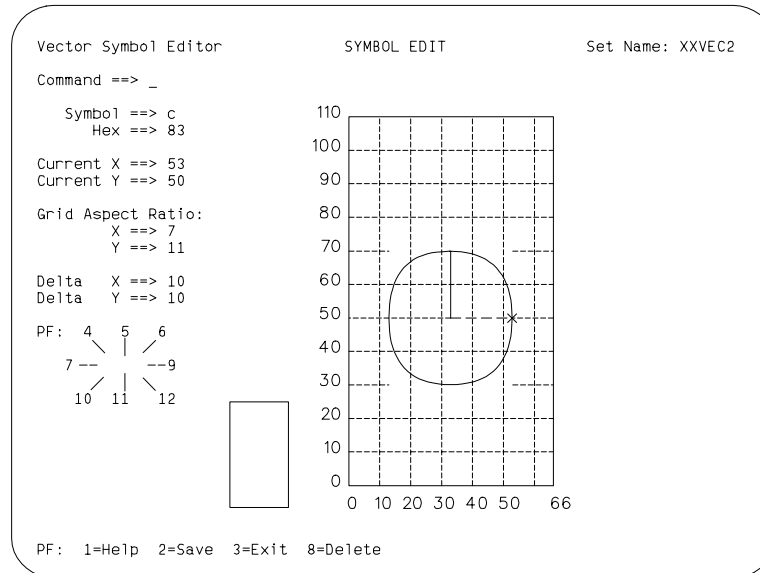 Vector Symbol Editor SYMBOL EDIT Set Name: XXVEC2
Command ==> _
Symbol ==> c
Hex ==> 83
Current X ==> 53
Current Y ==> 50
Grid Aspect Ratio:
X ==> 7
Y ==> 11
Delta X ==> 10
Delta Y ==> 10
PF: 4 5 6
7 -- --9
10 11 12
110
100
90
80
70
60
50
40
30
20
10
0
0 10 20 30 40 50 66
PF: 1=Help 2=Save 3=Exit 8=Delete